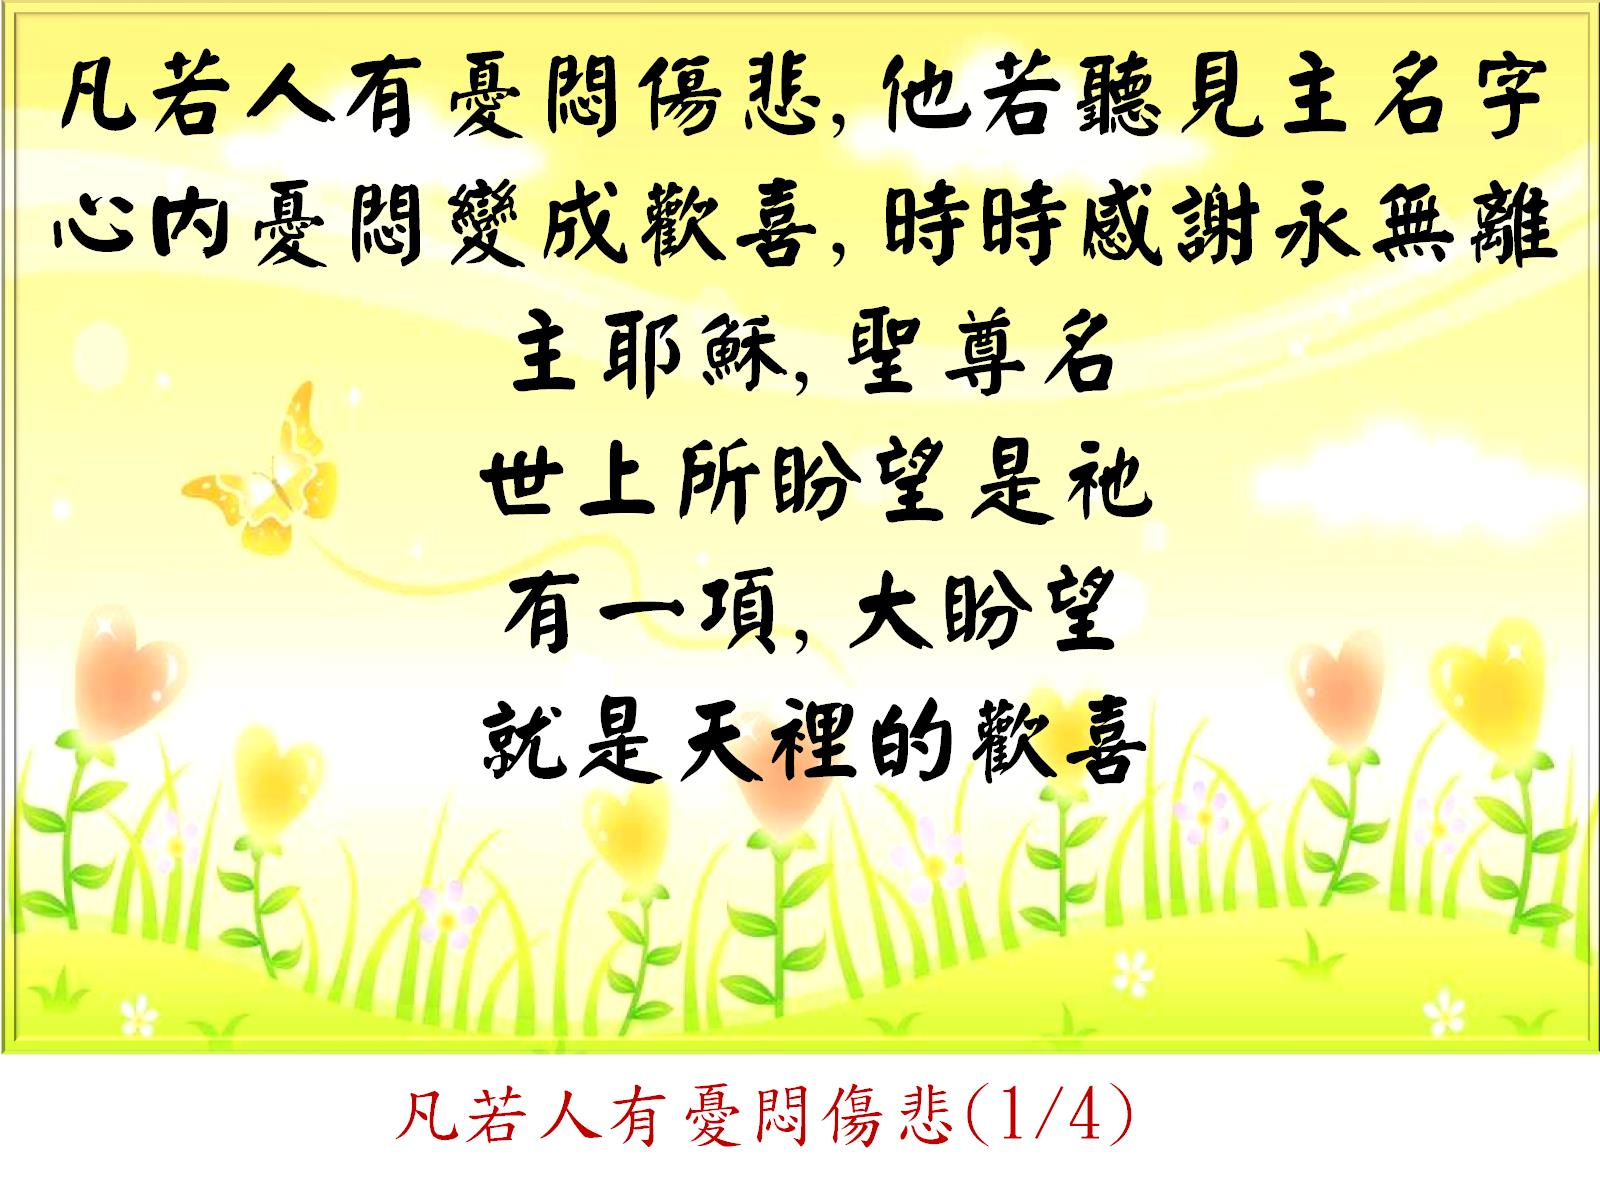 凡若人有憂悶傷悲,他若聽見主名字
心内憂悶變成歡喜,時時感謝永無離
主耶穌,聖尊名
世上所盼望是祂
有一項,大盼望
就是天裡的歡喜
凡若人有憂悶傷悲(1/4)